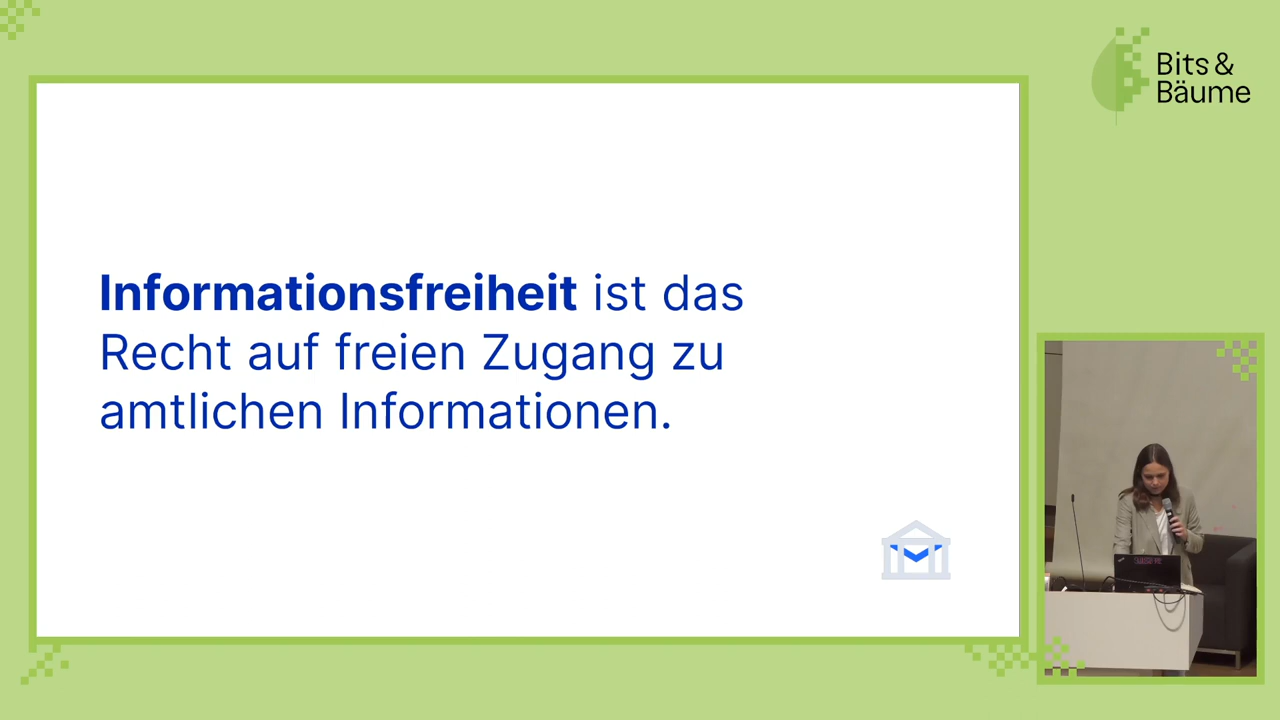 Bits &
Bäume
Informationsfreiheit ist das
Recht auf freien Zugang zu
amtlichen Informationen.